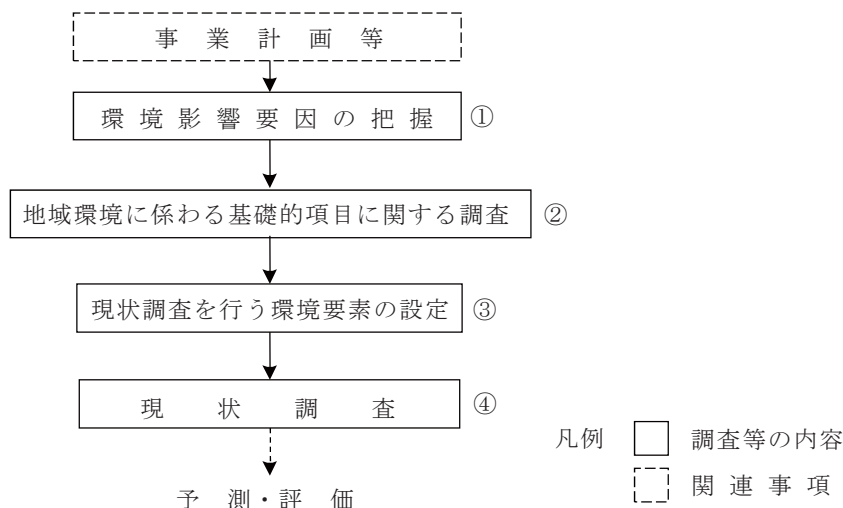 事業計画等
環境影響要因の把握 ①
地域環境に係わる基礎的項目に関する調査 ②
現状調査を行う環境要素の設定 ③
現状調査 ④
予測・評価
凡例 調査等の内容
関連事項